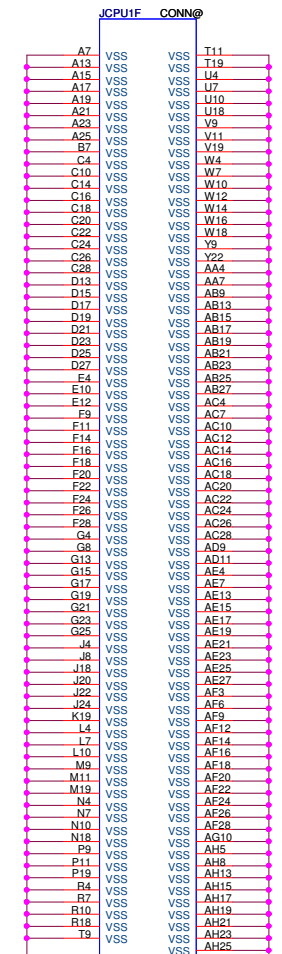 JCPU1F CONN@
A7 VSS VSS T11
A13 VSS VSS T19
A15 VSS VSS U4
A17 VSS VSS U7
A19 VSS VSS U10
A21 VSS VSS U18
A23 VSS VSS V9
A25 VSS VSS V11
B7 VSS VSS V19
C4 VSS VSS W4
C10 VSS VSS W7
C14 VSS VSS W10
C16 VSS VSS W12
C18 VSS VSS W14
C20 VSS VSS W16
C22 VSS VSS W18
C24 VSS VSS Y9
C26 VSS VSS Y22
C28 VSS VSS AA4
D13 VSS VSS AA7
D15 VSS VSS AB9
D17 VSS VSS AB13
D19 VSS VSS AB15
D21 VSS VSS AB17
D23 VSS VSS AB19
D25 VSS VSS AB21
D27 VSS VSS AB23
E4 VSS VSS AB25
E10 VSS VSS AB27
E12 VSS VSS AC4
F9 VSS VSS AC7
F11 VSS VSS AC10
F14 VSS VSS AC12
F16 VSS VSS AC14
F18 VSS VSS AC16
F20 VSS VSS AC18
F22 VSS VSS AC20
F24 VSS VSS AC22
F26 VSS VSS AC24
F28 VSS VSS AC26
G4 VSS VSS AC28
G8 VSS VSS AD9
G13 VSS VSS AD11
G15 VSS VSS AE4
G17 VSS VSS AE7
G19 VSS VSS AE13
G21 VSS VSS AE15
G23 VSS VSS AE17
G25 VSS VSS AE19
J4 VSS VSS AE21
J8 VSS VSS AE23
J18 VSS VSS AE25
J20 VSS VSS AE27
J22 VSS VSS AF3
J24 VSS VSS AF6
K19 VSS VSS AF9
L4 VSS VSS AF12
L7 VSS VSS AF14
L10 VSS VSS AF16
M9 VSS VSS AF18
M11 VSS VSS AF20
M19 VSS VSS AF22
N4 VSS VSS AF24
N7 VSS VSS AF26
N10 VSS VSS AF28
N18 VSS VSS AG10
P9 VSS VSS AH5
P11 VSS VSS AH8
P19 VSS VSS AH13
R4 VSS VSS AH15
R7 VSS VSS AH17
R10 VSS VSS AH19
R18 VSS VSS AH21
T9 VSS VSS AH23
VSS AH25